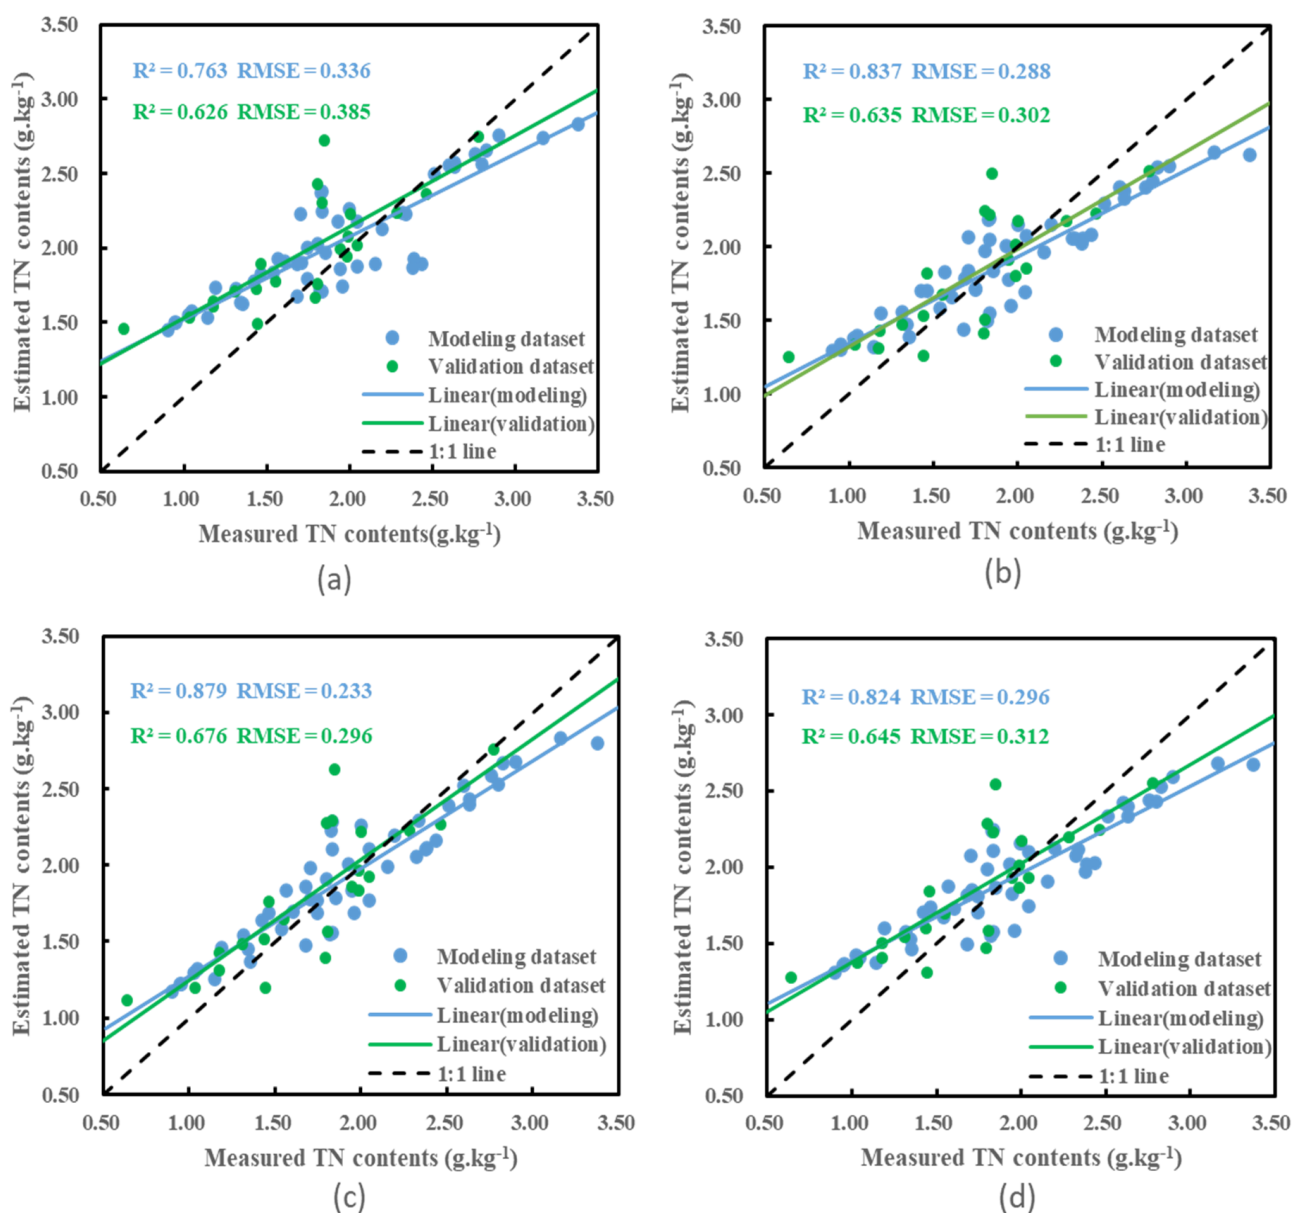 3.50
3.00
2.50
2.00
1.50
1.00
0.50
Estimated TN contents (g.kg⁻¹)
R² = 0.763 RMSE = 0.336
R² = 0.626 RMSE = 0.385
Modeling dataset
Validation dataset
Linear(modeling)
Linear(validation)
1:1 line
0.50 1.00 1.50 2.00 2.50 3.00 3.50
Measured TN contents(g.kg⁻¹)
(a)
3.50
3.00
2.50
2.00
1.50
1.00
0.50
Estimated TN contents (g.kg⁻¹)
R² = 0.837 RMSE = 0.288
R² = 0.635 RMSE = 0.302
Modeling dataset
Validation dataset
Linear(modeling)
Linear(validation)
1:1 line
0.50 1.00 1.50 2.00 2.50 3.00 3.50
Measured TN contents (g.kg⁻¹)
(b)
3.50
3.00
2.50
2.00
1.50
1.00
0.50
Estimated TN contents (g.kg⁻¹)
R² = 0.879 RMSE = 0.233
R² = 0.676 RMSE = 0.296
Modeling dataset
Validation dataset
Linear(modeling)
Linear(validation)
1:1 line
0.50 1.00 1.50 2.00 2.50 3.00 3.50
Measured TN contents (g.kg⁻¹)
(c)
3.50
3.00
2.50
2.00
1.50
1.00
0.50
Estimated TN contents (g.kg⁻¹)
R² = 0.824 RMSE = 0.296
R² = 0.645 RMSE = 0.312
Modeling dataset
Validation dataset
Linear(modeling)
Linear(validation)
1:1 line
0.50 1.00 1.50 2.00 2.50 3.00 3.50
Measured TN contents (g.kg⁻¹)
(d)